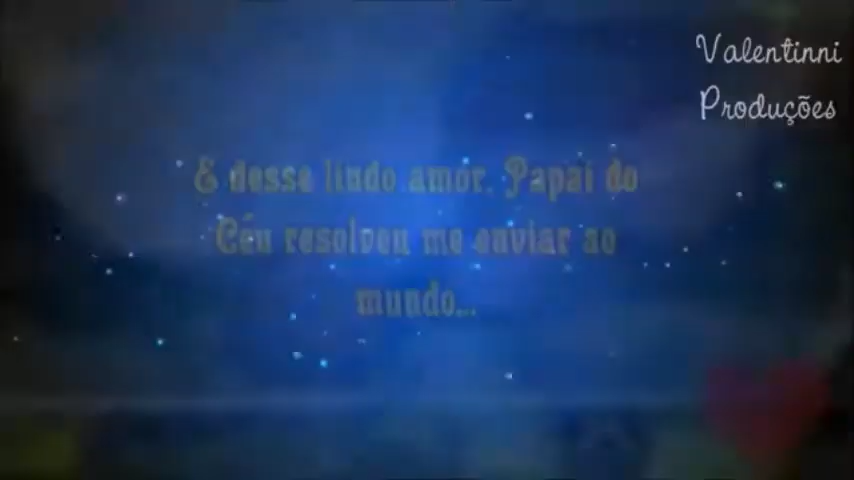 Valentinni
Produções
E desse lindo amor, Papai do
Céu resolveu me enviar ao
mundo...